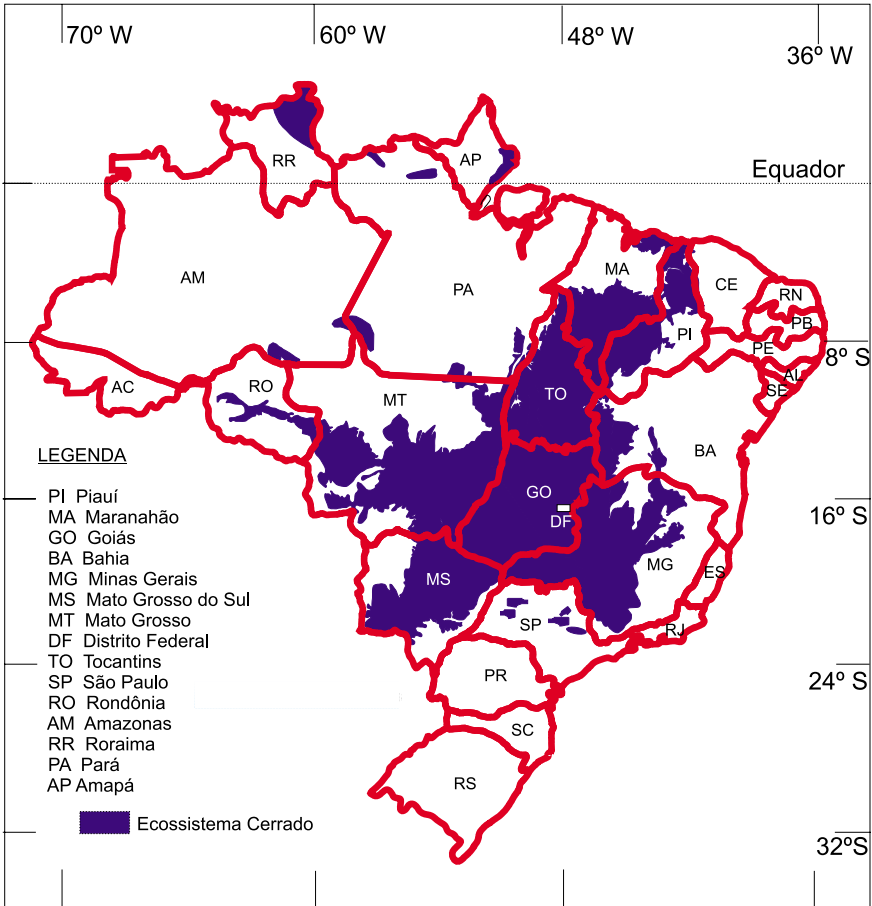 70º W
60º W
48º W
36º W
Equador
RR
AP
AM
PA
MA
CE
RN
PB
PI
PE
8º S
AL
SE
AC
RO
MT
TO
BA
LEGENDA
GO
DF
16º S
PI Piauí
MA Maranahão
GO Goiás
BA Bahia
MG Minas Gerais
MS Mato Grosso do Sul
MT Mato Grosso
DF Distrito Federal
TO Tocantins
SP São Paulo
RO Rondônia
AM Amazonas
RR Roraima
PA Pará
AP Amapá
Ecossistema Cerrado
MS
MG
ES
SP
RJ
PR
24º S
SC
RS
32ºS